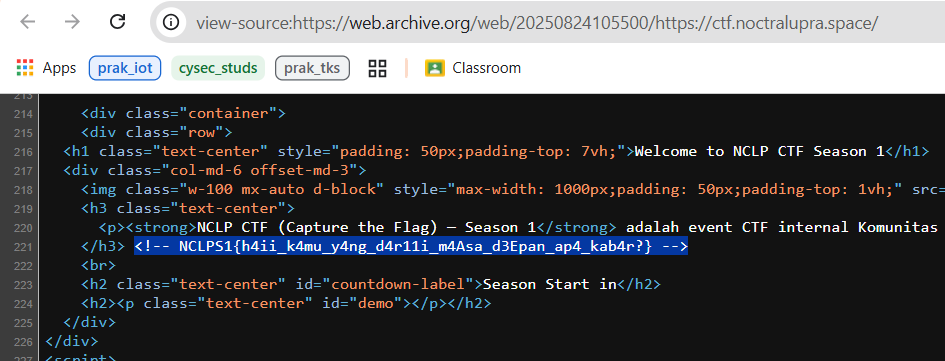 view-source:https://web.archive.org/web/20250824105500/https://ctf.noctralupra.space/
Apps prak_iot cysec_studs prak_tks Classroom
213
214 <div class="container">
215 <div class="row">
216 <h1 class="text-center" style="padding: 50px;padding-top: 7vh;">Welcome to NCLP CTF Season 1</h1>
217 <div class="col-md-6 offset-md-3">
218 <img class="w-100 mx-auto d-block" style="max-width: 1000px;padding: 50px;padding-top: 1vh;" src=
219 <h3 class="text-center">
220 <p><strong>NCLP CTF (Capture the Flag) – Season 1</strong> adalah event CTF internal Komunitas
221 </h3> <!-- NCLPS1{h4ii_k4mu_y4ng_d4r11i_m4Asa_d3Epan_ap4_kab4r?} -->
222 <br>
223 <h2 class="text-center" id="countdown-label">Season Start in</h2>
224 <h2><p class="text-center" id="demo"></p></h2>
225 </div>
226 </div>
227 <script>